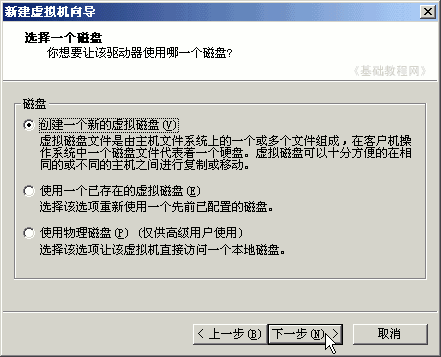 新建虚拟机向导
选择一个磁盘
你想要让该驱动器使用哪一个磁盘?
《基础教程网》
磁盘
创建一个新的虚拟磁盘(V)
虚拟磁盘文件是由主机文件系统上的一个或多个文件组成，在客户机操
作系统中一个磁盘文件代表着一个硬盘。虚拟磁盘可以十分方便的在相
同的或不同的主机之间进行复制或移动。
使用一个已存在的虚拟磁盘(E)
选择该选项重新使用一个先前已配置的磁盘。
使用物理磁盘(P) (仅供高级用户使用)
选择该选项让该虚拟机直接访问一个本地磁盘。
< 上一步(B) 下一步(N) > 取消